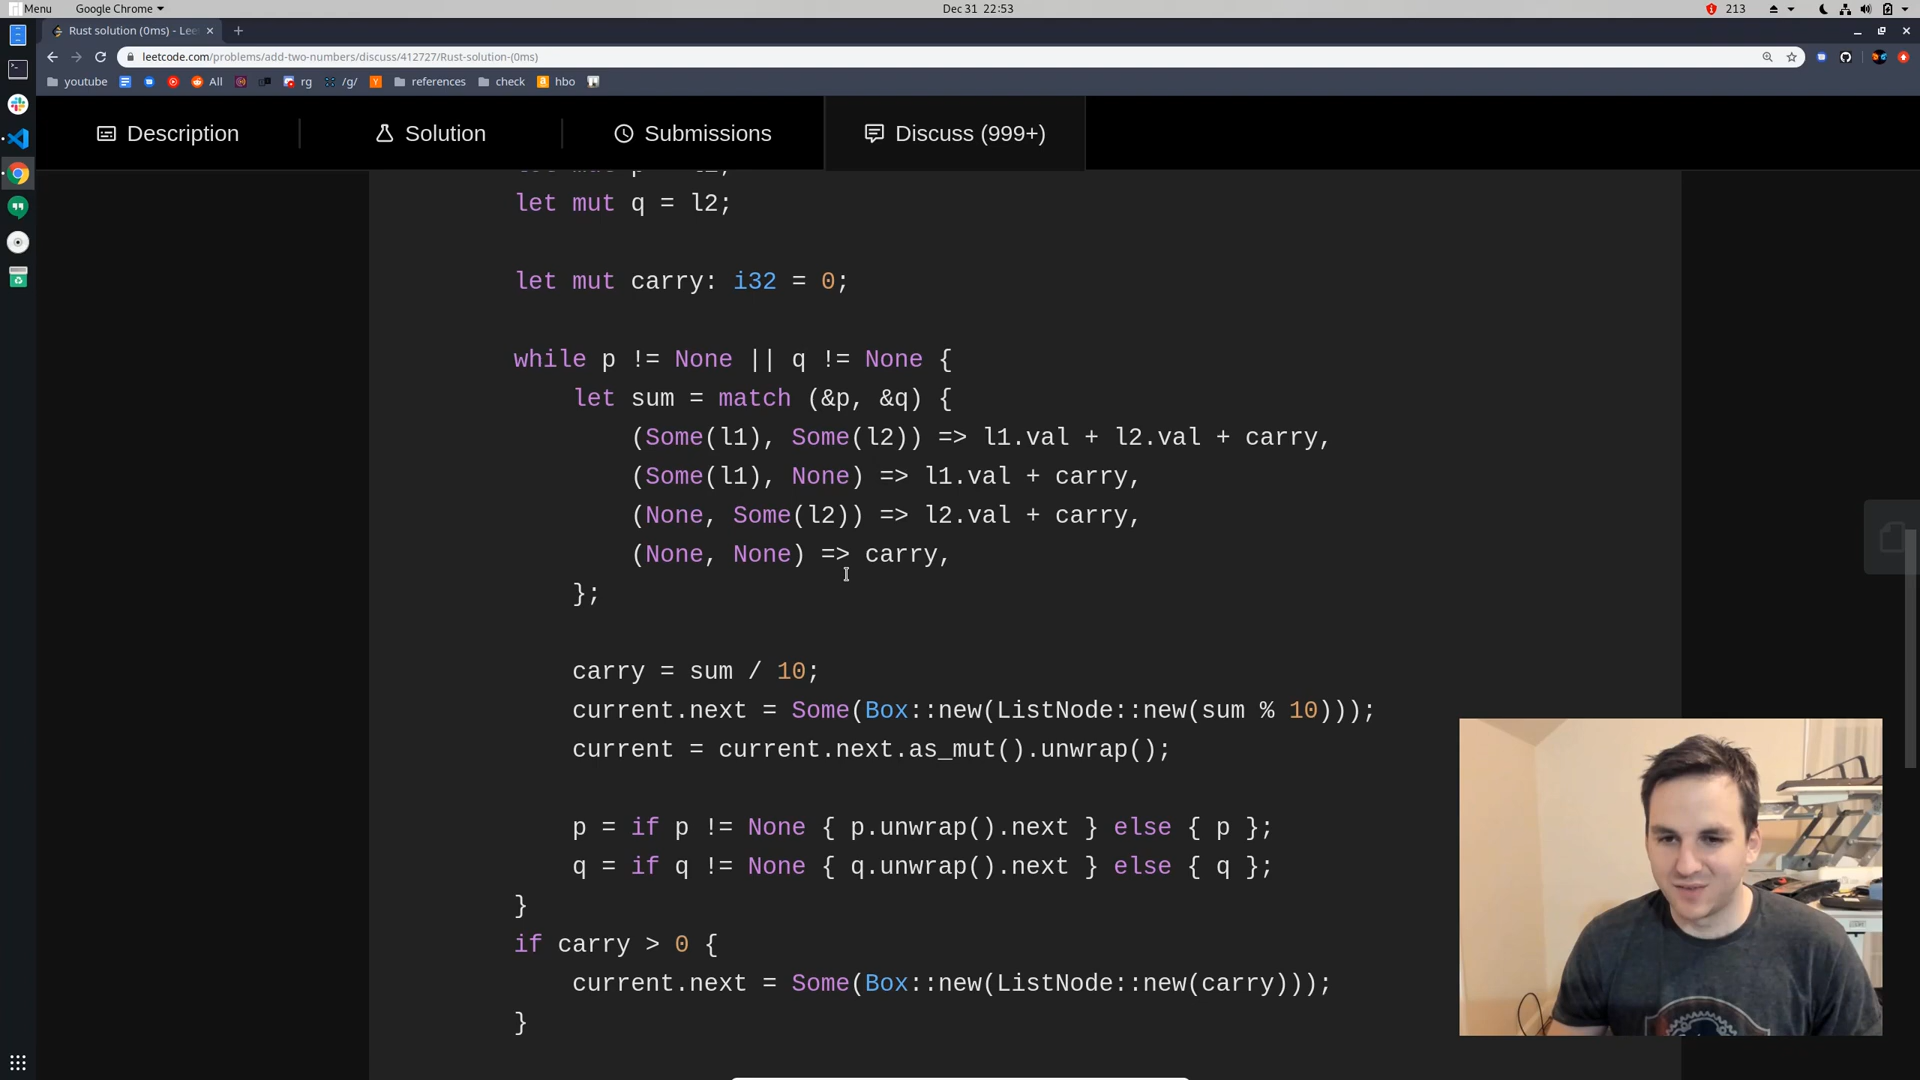 Menu
Google Chrome
Dec 31 22:53
213
Rust solution (0ms) - Lee
leetcode.com/problems/add-two-numbers/discuss/412727/Rust-solution-(0ms)
youtube
All
rg
/g/
references
check
hbo
Description
Solution
Submissions
Discuss (999+)
let mut q = l2;
let mut carry: i32 = 0;
while p != None || q != None {
let sum = match (&p, &q) {
(Some(l1), Some(l2)) => l1.val + l2.val + carry,
(Some(l1), None) => l1.val + carry,
(None, Some(l2)) => l2.val + carry,
(None, None) => carry,
};
carry = sum / 10;
current.next = Some(Box::new(ListNode::new(sum % 10)));
current = current.next.as_mut().unwrap();
p = if p != None { p.unwrap().next } else { p };
q = if q != None { q.unwrap().next } else { q };
}
if carry > 0 {
current.next = Some(Box::new(ListNode::new(carry)));
}